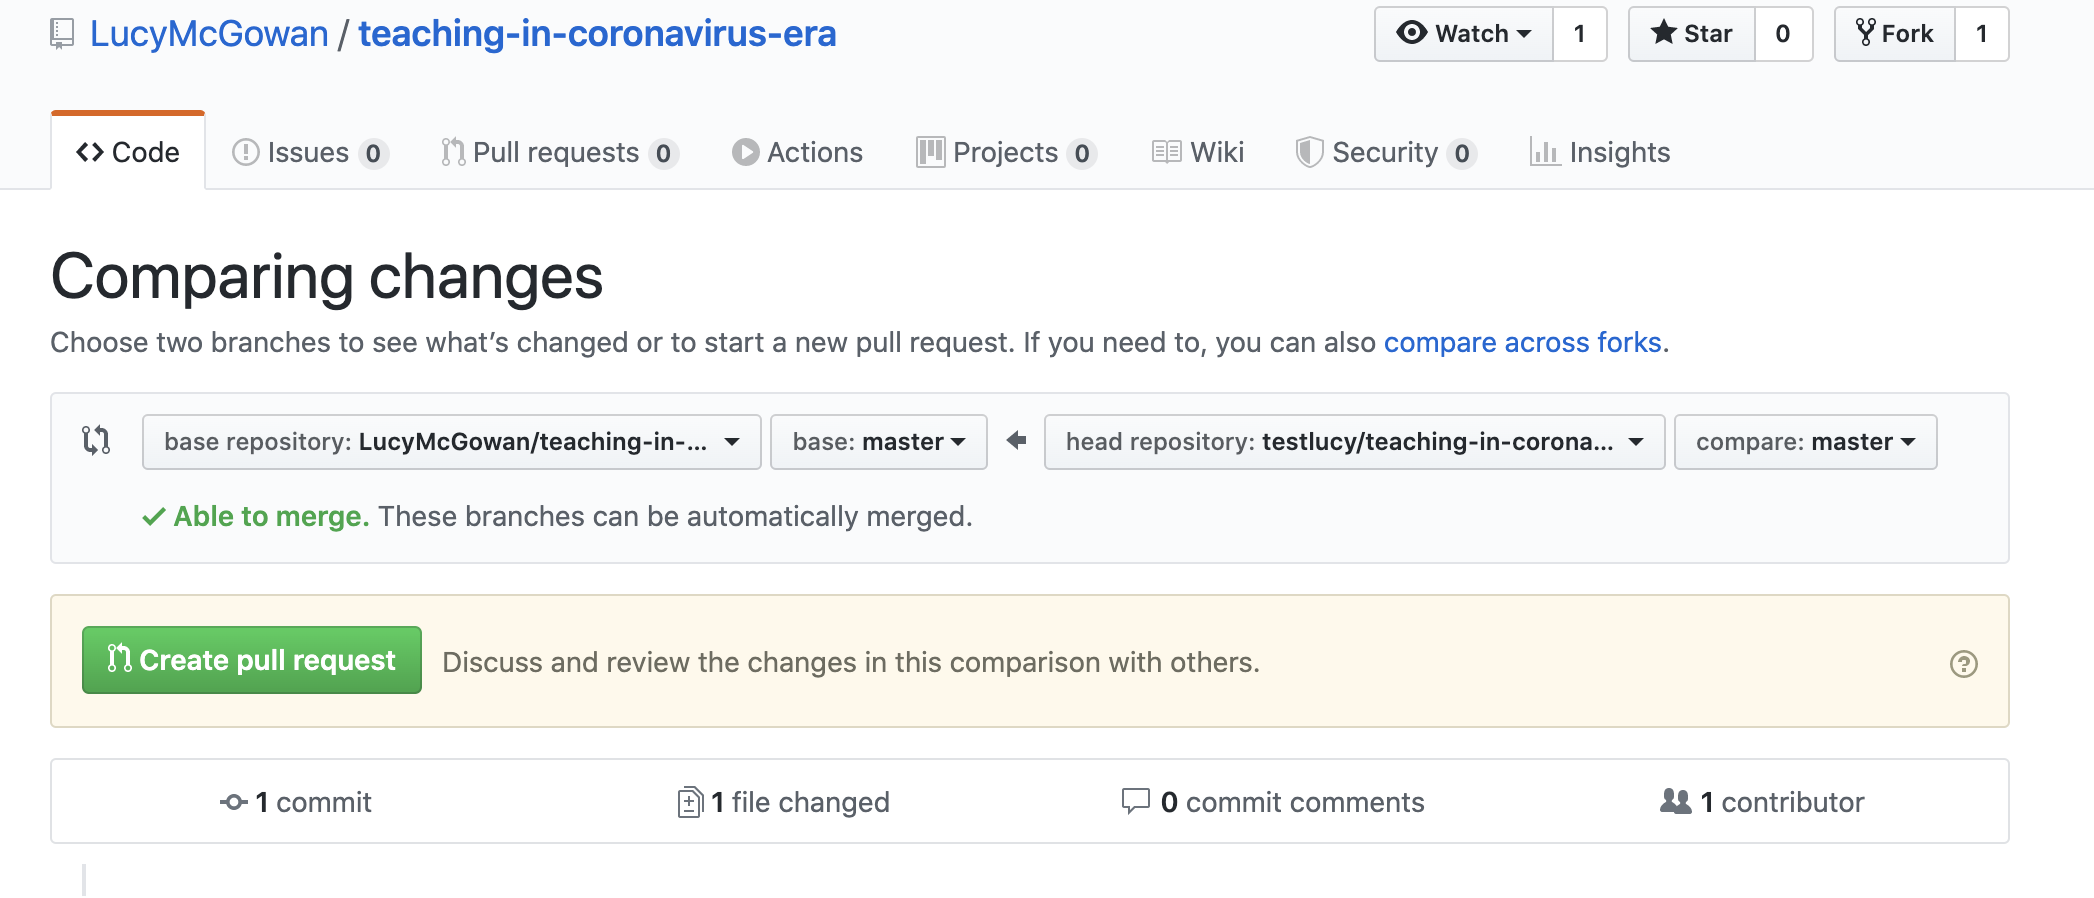 LucyMcGowan / teaching-in-coronavirus-era
Watch 1 Star 0 Fork 1
Code Issues 0 Pull requests 0 Actions Projects 0 Wiki Security 0 Insights
Comparing changes
Choose two branches to see what’s changed or to start a new pull request. If you need to, you can also compare across forks.
base repository: LucyMcGowan/teaching-in-... base: master head repository: testlucy/teaching-in-corona... compare: master
Able to merge. These branches can be automatically merged.
Create pull request Discuss and review the changes in this comparison with others.
1 commit 1 file changed 0 commit comments 1 contributor